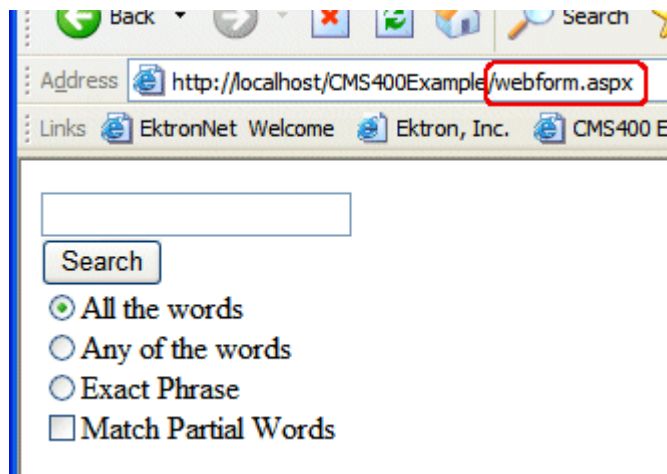 Back Search
Address http://localhost/CMS400Example/webform.aspx
Links EktronNet Welcome Ektron, Inc. CMS400 E
Search
All the words
Any of the words
Exact Phrase
Match Partial Words